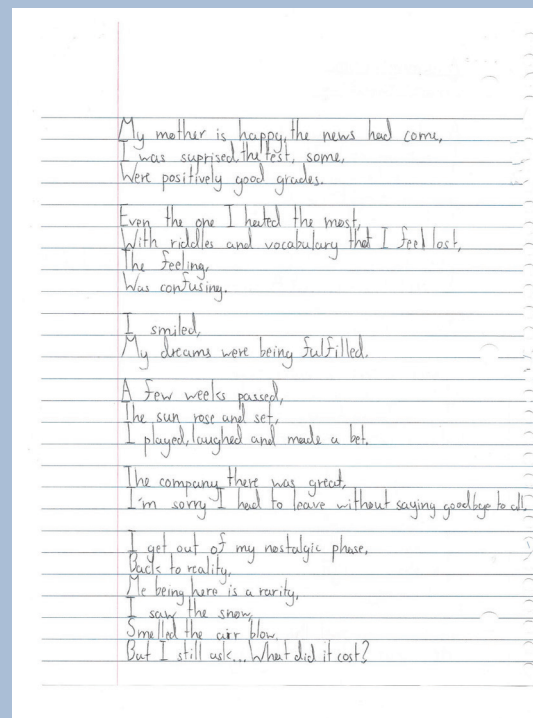 My mother is happy, the news had come,
I was suprised, the test, some,
Were positively good grades.
Even the one I hated the most,
With riddles and vocabulary that I feel lost,
The feeling,
Was confusing.
I smiled,
My dreams were being fulfilled.
A few weeks passed,
The sun rose and set,
I played, laughed and made a bet.
The company there was great,
I'm sorry I had to leave without saying goodbye to all.
I get out of my nostalgic phase,
Back to reality,
Me being here is a rarity,
I saw the snow,
Smelled the air blow.
But I still ask... What did it cost?